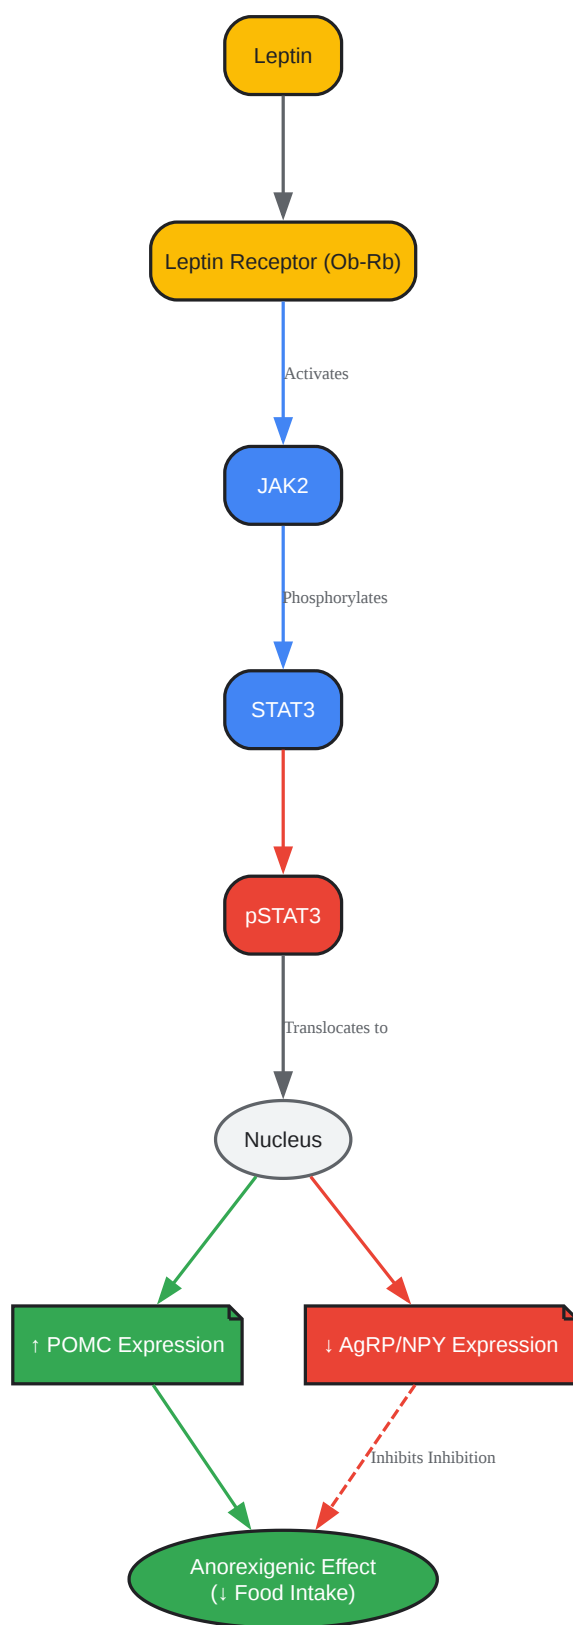 Leptin
Leptin Receptor (Ob-Rb)
Activates
JAK2
Phosphorylates
STAT3
pSTAT3
Translocates to
Nucleus
↑ POMC Expression
↓ AgRP/NPY Expression
Inhibits Inhibition
Anorexigenic Effect
(↓ Food Intake)